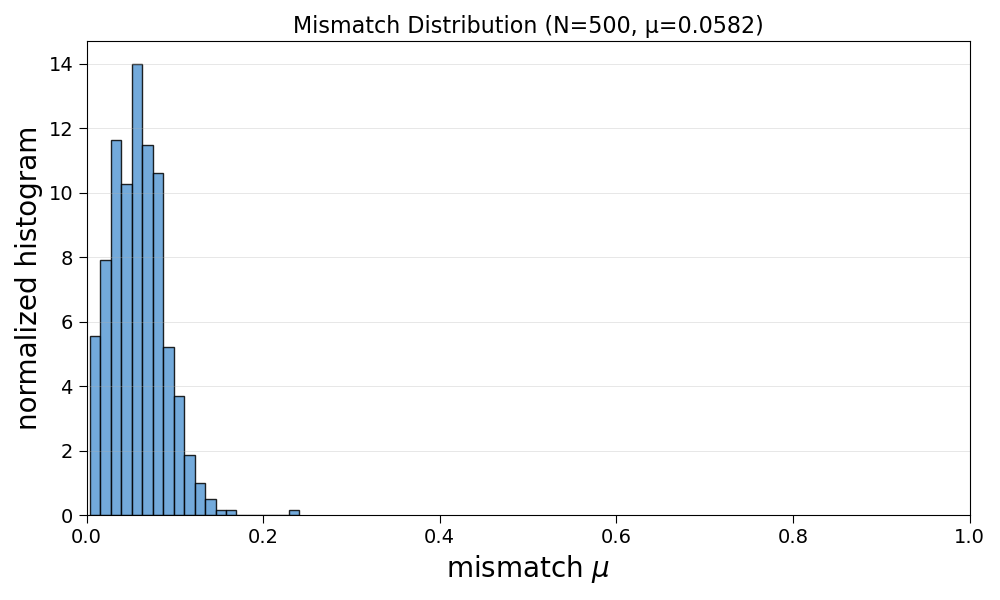 Mismatch Distribution (N=500, μ=0.0582)
normalized histogram
14
12
10
8
6
4
2
0
0.0 0.2 0.4 0.6 0.8 1.0
mismatch μ